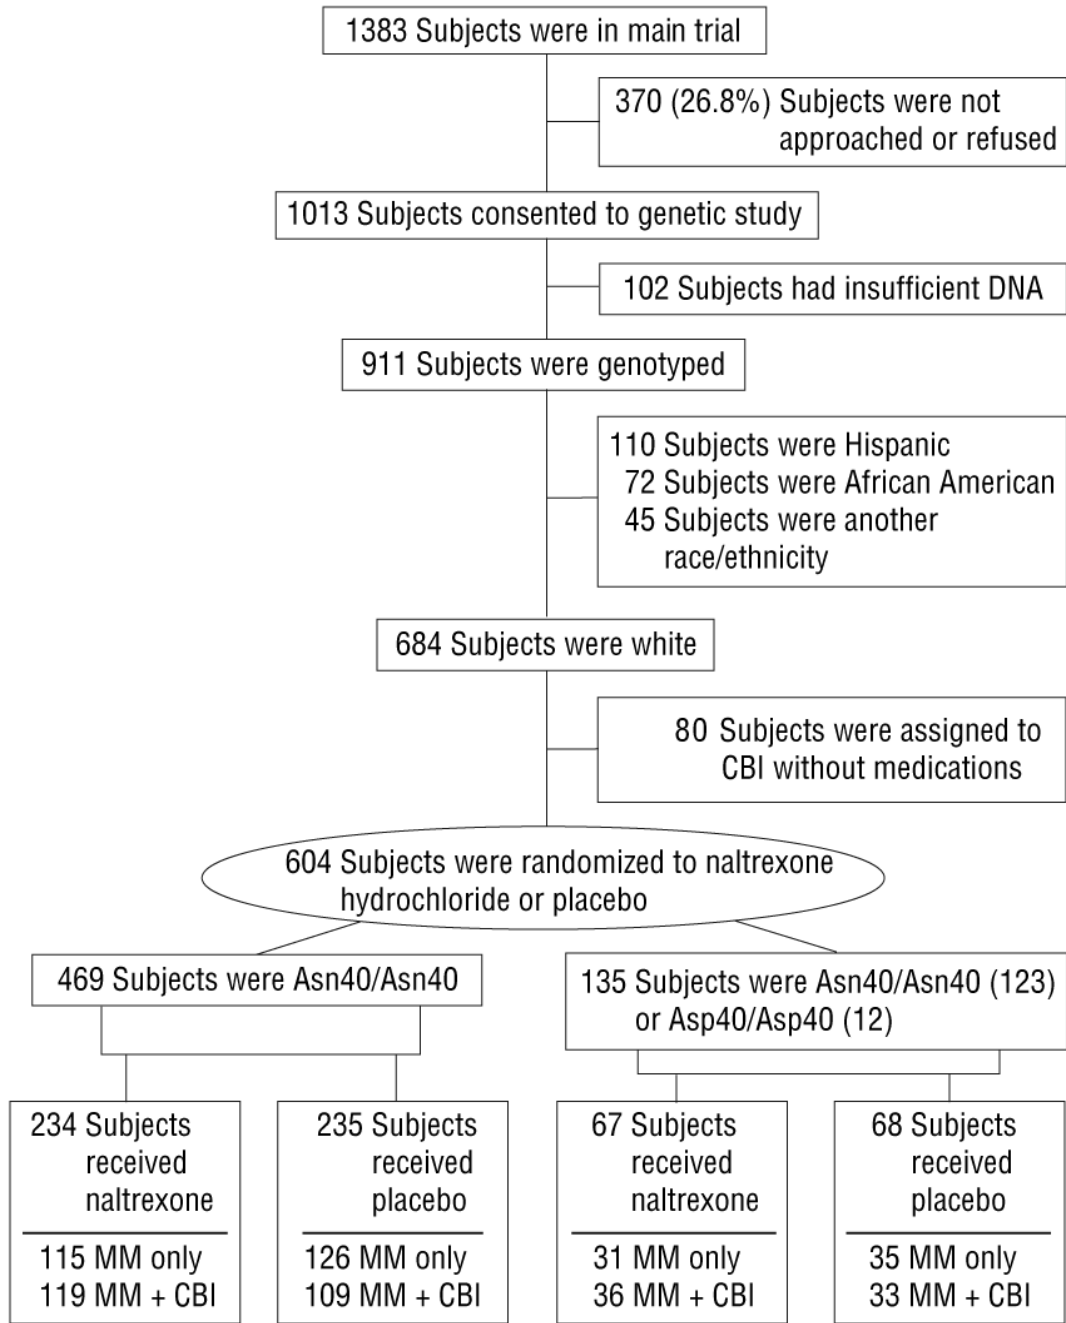 1383 Subjects were in main trial
370 (26.8%) Subjects were not
approached or refused
1013 Subjects consented to genetic study
102 Subjects had insufficient DNA
911 Subjects were genotyped
110 Subjects were Hispanic
72 Subjects were African American
45 Subjects were another
race/ethnicity
684 Subjects were white
80 Subjects were assigned to
CBI without medications
604 Subjects were randomized to naltrexone
hydrochloride or placebo
469 Subjects were Asn40/Asn40
135 Subjects were Asn40/Asn40 (123)
or Asp40/Asp40 (12)
234 Subjects
received
naltrexone
115 MM only
119 MM + CBI
235 Subjects
received
placebo
126 MM only
109 MM + CBI
67 Subjects
received
naltrexone
31 MM only
36 MM + CBI
68 Subjects
received
placebo
35 MM only
33 MM + CBI